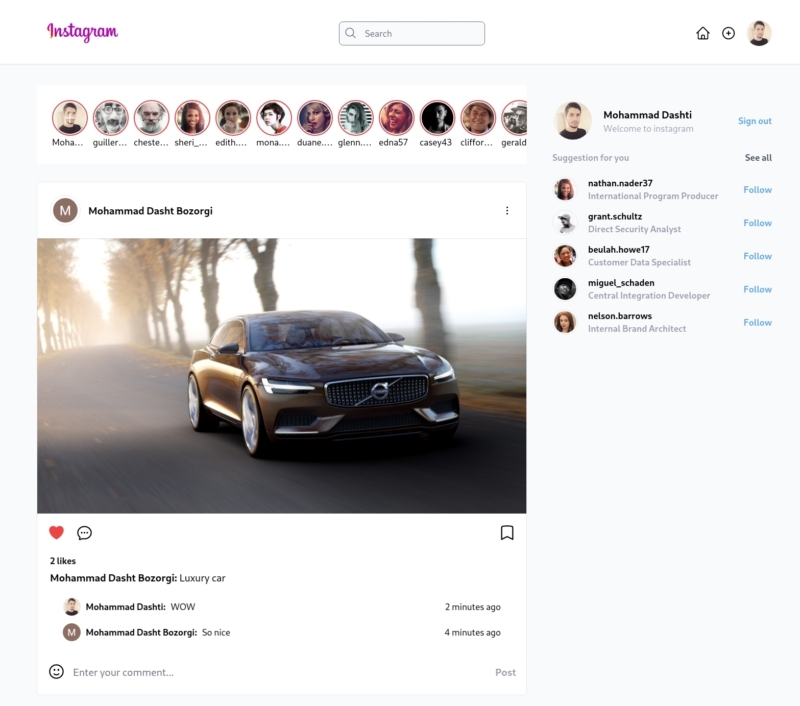 Instagram
Search
Moha... guiller... cheste... sheri_... edith.... mona.... duane.... glenn.... edna57 casey43 cliffor... gerald
Mohammad Dashti
Welcome to instagram
Sign out
Suggestion for you See all
nathan.nader37
International Program Producer
Follow
grant.schultz
Direct Security Analyst
Follow
beulah.howe17
Customer Data Specialist
Follow
miguel_schaden
Central Integration Developer
Follow
nelson.barrows
Internal Brand Architect
Follow
M Mohammad Dasht Bozorgi
2 likes
Mohammad Dasht Bozorgi: Luxury car
Mohammad Dashti: WOW 2 minutes ago
M Mohammad Dasht Bozorgi: So nice 4 minutes ago
Enter your comment... Post